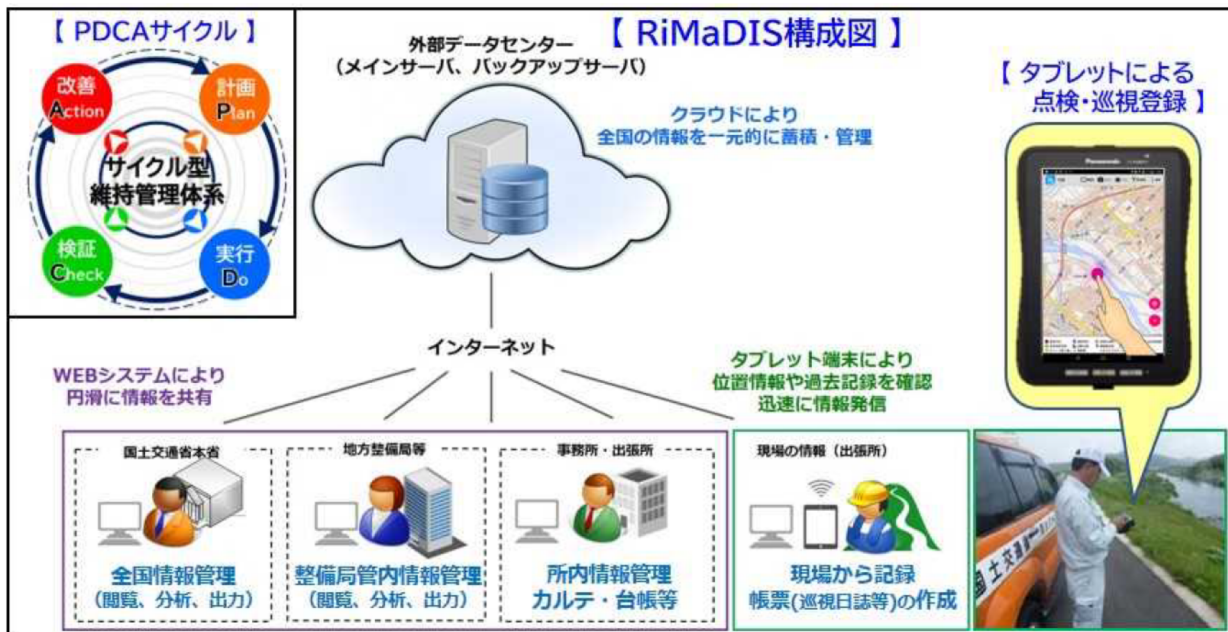 【 PDCAサイクル 】
改善
Action
計画
Plan
サイクル型
維持管理体系
検証
Check
実行
Do
【 RiMaDIS構成図 】
外部データセンター
（メインサーバ、バックアップサーバ）
クラウドにより
全国の情報を一元的に蓄積・管理
【 タブレットによる
点検・巡視登録 】
Panasonic
インターネット
WEBシステムにより
円滑に情報を共有
タブレット端末により
位置情報や過去記録を確認
迅速に情報発信
国土交通省本省
全国情報管理
（閲覧、分析、出力）
地方整備局等
整備局管内情報管理
（閲覧、分析、出力）
事務所・出張所
所内情報管理
カルテ・台帳等
現場の情報（出張所）
現場から記録
帳票(巡視日誌等)の作成
国土交通省